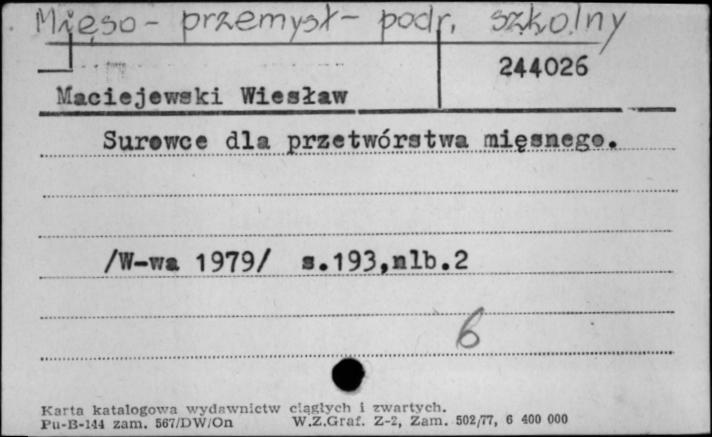 Mięso - przemysł - podr. szkolny
244026
Maciejewski Wiesław
Surowce dla przetwórstwa mięsnego.
/W-wa 1979/ s.193,nlb.2
6
Karta katalogowa wydawnictw ciągłych i zwartych.
Pu-B-144 zam. 567/DW/On W.Z.Graf. Z-2, Zam. 502/77, 6 400 000